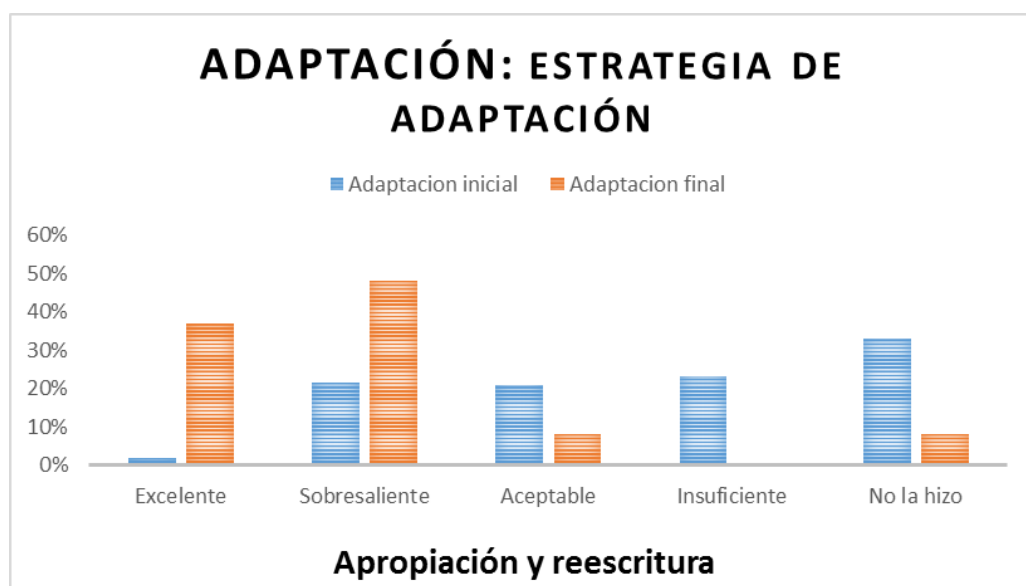 ADAPTACIÓN: ESTRATEGIA DE
ADAPTACIÓN
Adaptacion inicial Adaptacion final
60%
50%
40%
30%
20%
10%
0%
Excelente Sobresaliente Aceptable Insuficiente No la hizo
Apropiación y reescritura